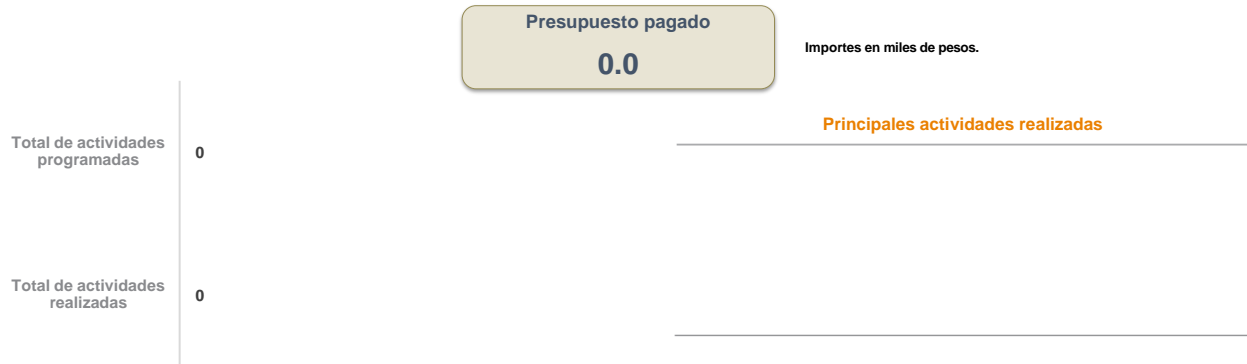 Presupuesto pagado
0.0
Importes en miles de pesos.
Total de actividades
programadas
0
Total de actividades
realizadas
0
Principales actividades realizadas